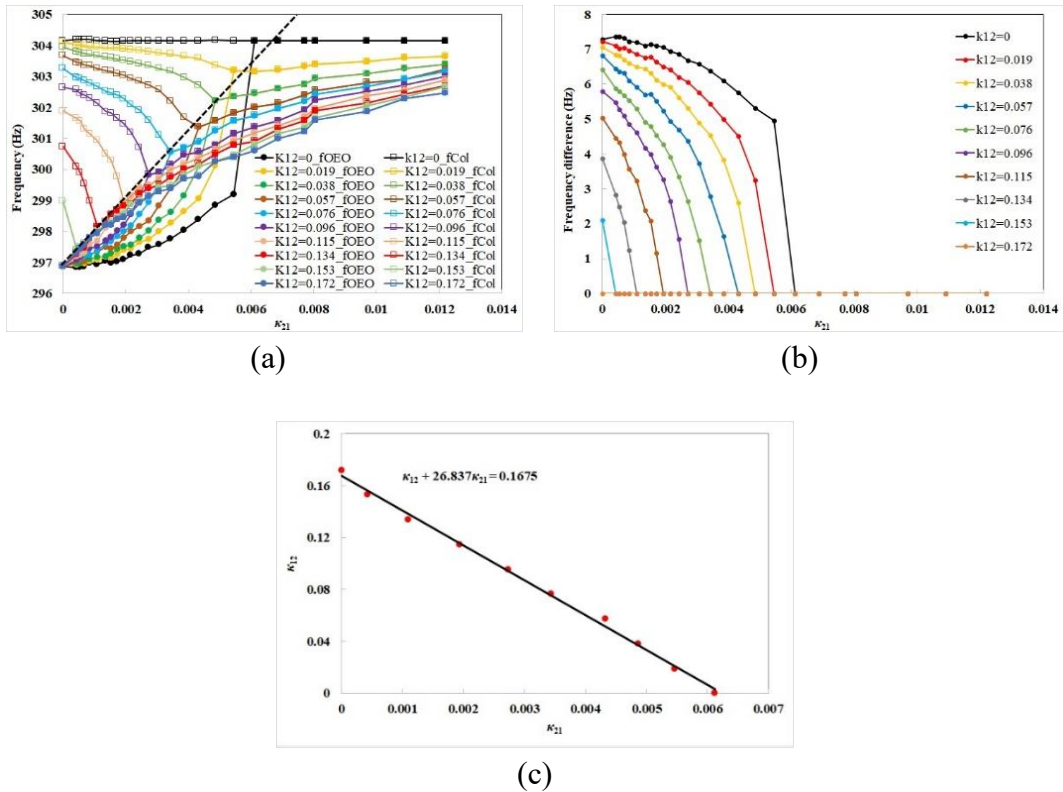 305
304
303
302
301
300
299
298
297
296
Frequency (Hz)
K12=0_fOEO k12=0_fCol
K12=0.019_fOEO K12=0.019_fCol
K12=0.038_fOEO K12=0.038_fCol
K12=0.057_fOEO K12=0.057_fCol
K12=0.076_fOEO K12=0.076_fCol
K12=0.096_fOEO K12=0.096_fCol
K12=0.115_fOEO K12=0.115_fCol
K12=0.134_fOEO K12=0.134_fCol
K12=0.153_fOEO K12=0.153_fCol
K12=0.172_fOEO K12=0.172_fCol
0 0.002 0.004 0.006 0.008 0.01 0.012 0.014
κ21
(a)
8
7
6
5
4
3
2
1
0
Frequency difference (Hz)
k12=0
k12=0.019
k12=0.038
k12=0.057
k12=0.076
k12=0.096
k12=0.115
k12=0.134
k12=0.153
k12=0.172
0 0.002 0.004 0.006 0.008 0.01 0.012 0.014
κ21
(b)
0.2
0.16
0.12
0.08
0.04
0
κ12
κ12 + 26.837κ21 = 0.1675
0 0.001 0.002 0.003 0.004 0.005 0.006 0.007
κ21
(c)